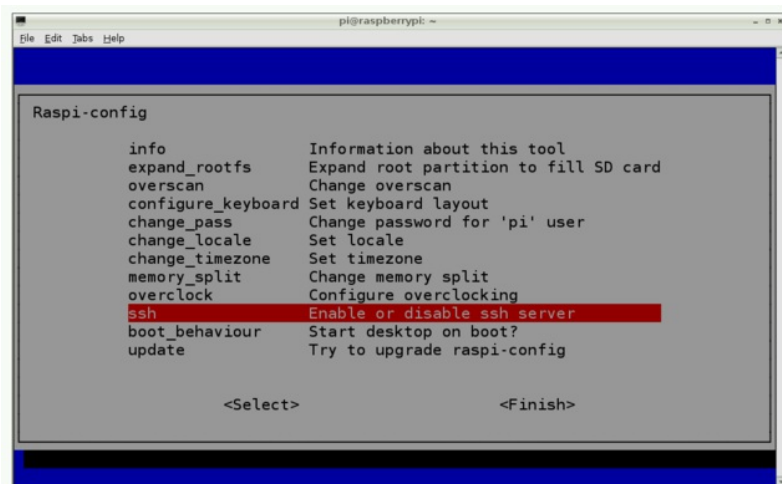 pi@raspberrypi: ~
File Edit Tabs Help
Raspi-config
info Information about this tool
expand_rootfs Expand root partition to fill SD card
overscan Change overscan
configure_keyboard Set keyboard layout
change_pass Change password for 'pi' user
change_locale Set locale
change_timezone Set timezone
memory_split Change memory split
overclock Configure overclocking
ssh Enable or disable ssh server
boot_behaviour Start desktop on boot?
update Try to upgrade raspi-config
<Select> <Finish>